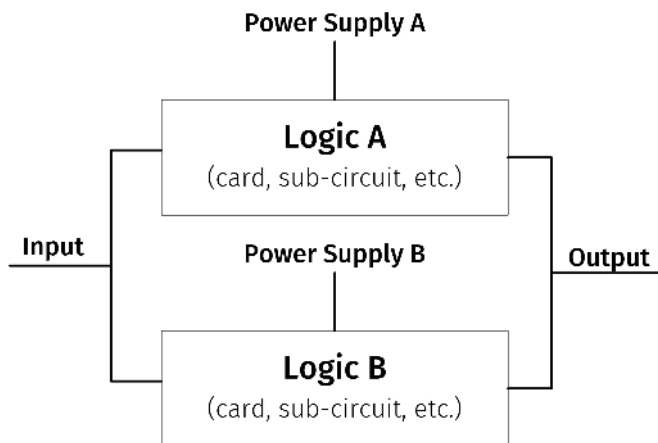 Power Supply A
Logic A
(card, sub-circuit, etc.)
Input
Power Supply B
Output
Logic B
(card, sub-circuit, etc.)